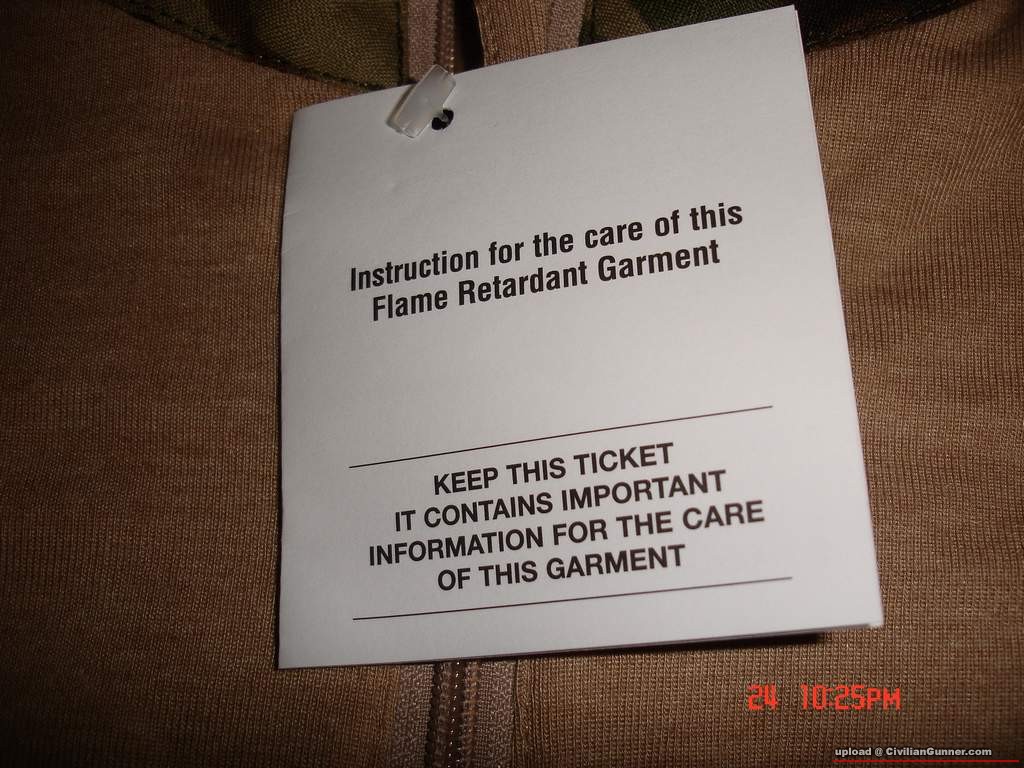 Instruction for the care of this
Flame Retardant Garment
KEEP THIS TICKET
IT CONTAINS IMPORTANT
INFORMATION FOR THE CARE
OF THIS GARMENT
24 10:25PM
upload @ CivilianGunner.com